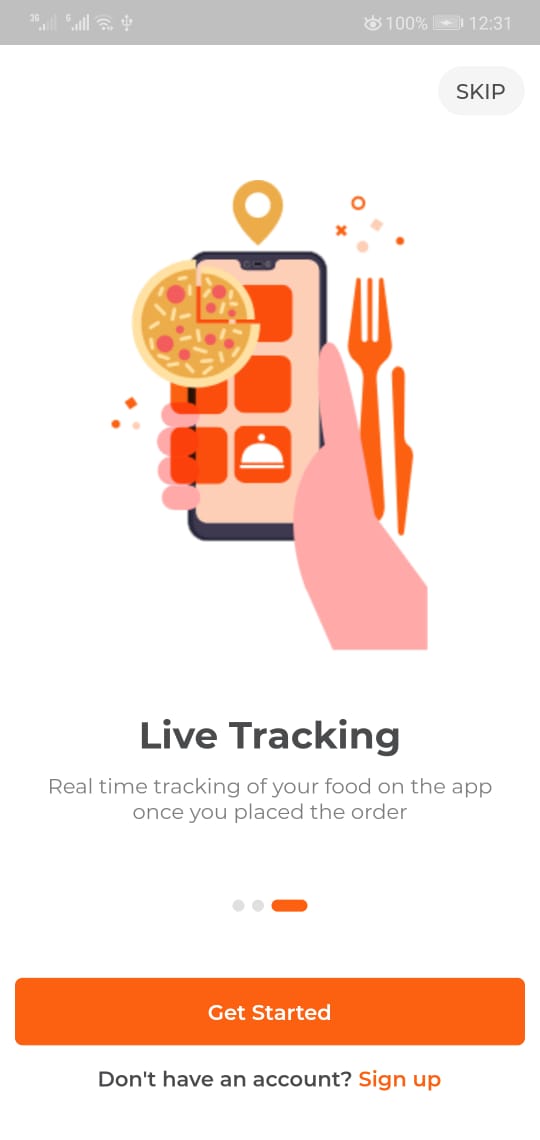 3G G 100% 12:31
SKIP
Live Tracking
Real time tracking of your food on the app
once you placed the order
Get Started
Don't have an account? Sign up